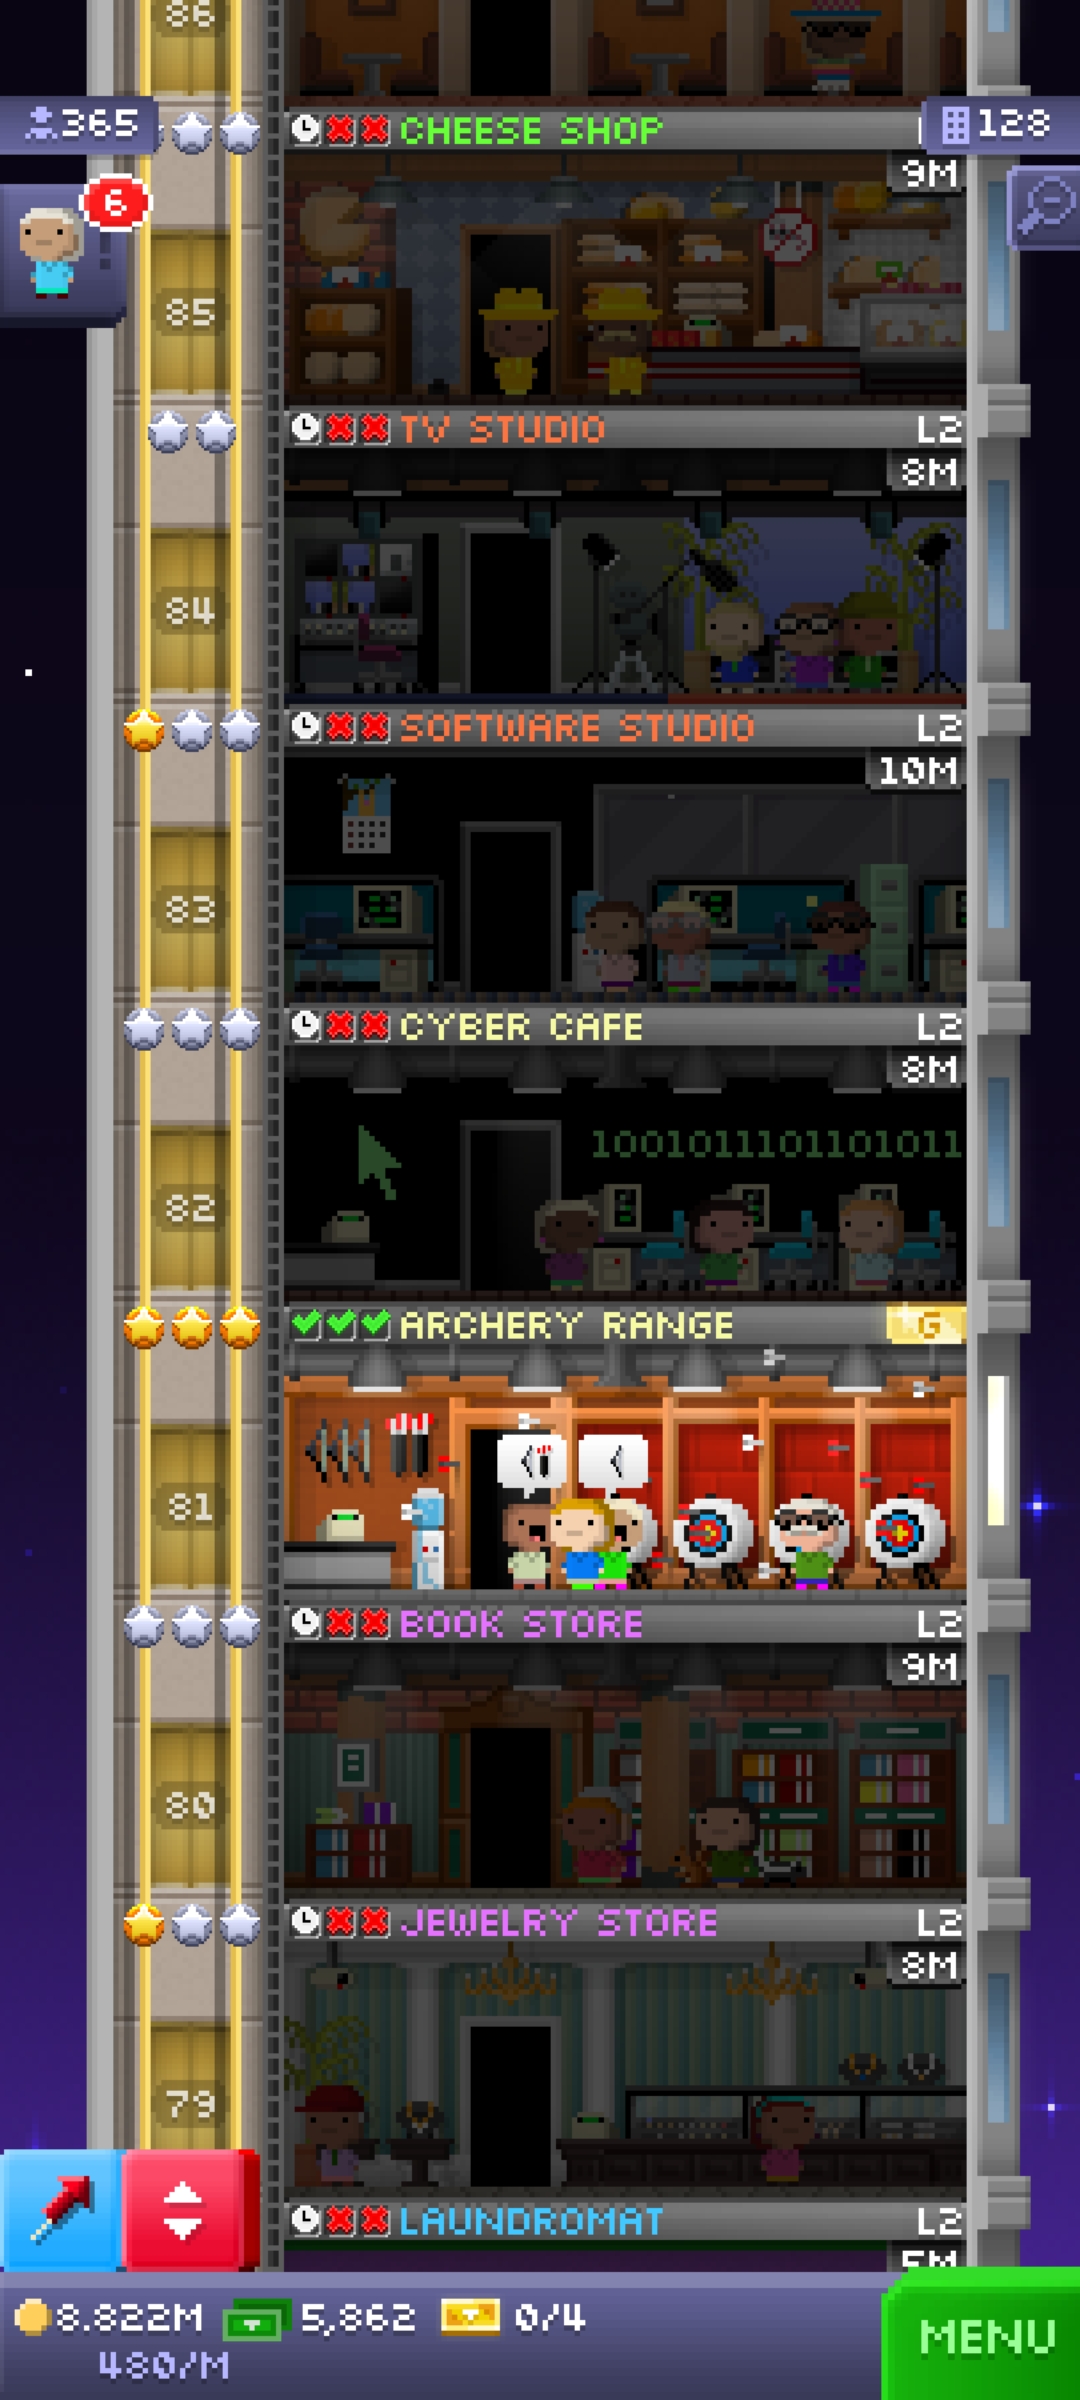 86
365
CHEESE SHOP
128
9M
6
85
TV STUDIO L2
8M
84
SOFTWARE STUDIO L2
10M
83
CYBER CAFE L2
8M
1001011101101011
82
ARCHERY RANGE G
81
BOOK STORE L2
9M
80
JEWELRY STORE L2
8M
79
LAUNDROMAT L2
5M
8.822M 5,862 0/4
480/M
MENU